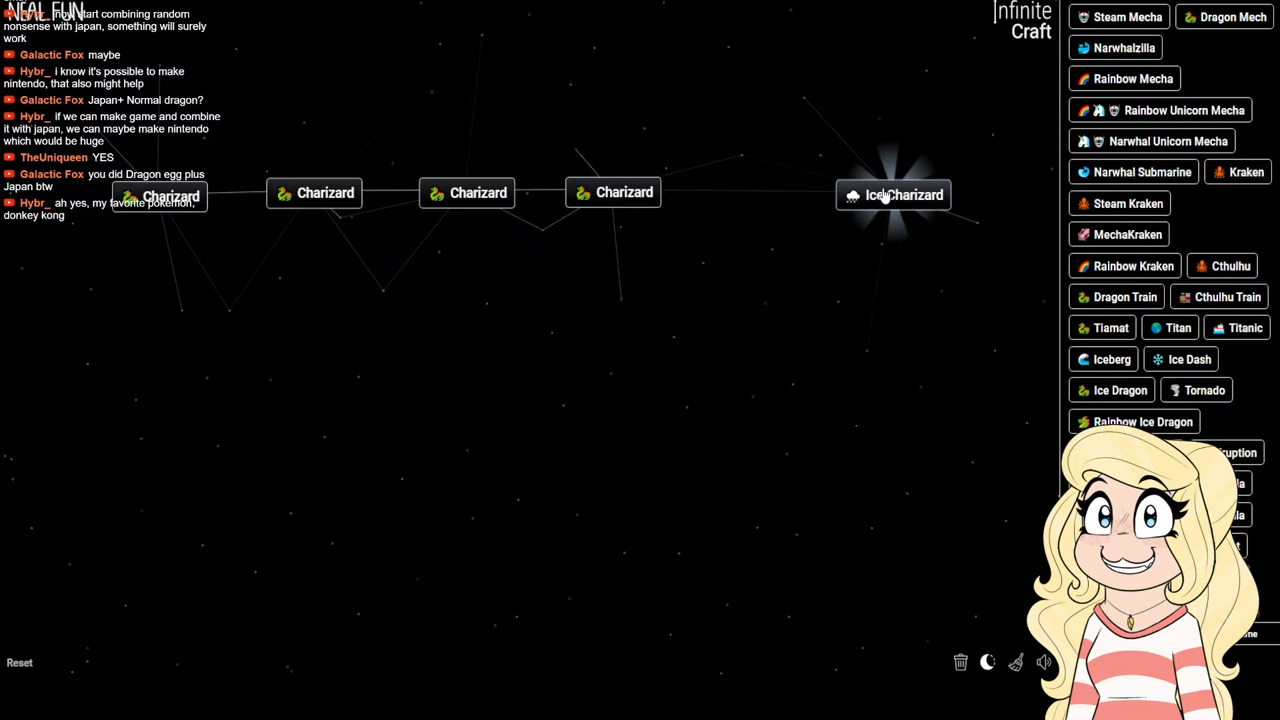 NEAL.FUN
Hybr_ now start combining random
nonsense with japan, something will surely
work
Galactic Fox maybe
Hybr_ i know it's possible to make
nintendo, that also might help
Galactic Fox Japan+ Normal dragon?
Hybr_ if we can make game and combine
it with japan, we can maybe make nintendo
which would be huge
TheUniqueen YES
Galactic Fox you did Dragon egg plus
Japan btw
Hybr_ ah yes, my favorite pokemon,
donkey kong
Charizard
Charizard
Charizard
Charizard
Ice Charizard
Infinite
Craft
Steam Mecha
Dragon Mech
Narwhalzilla
Rainbow Mecha
Rainbow Unicorn Mecha
Narwhal Unicorn Mecha
Narwhal Submarine
Kraken
Steam Kraken
MechaKraken
Rainbow Kraken
Cthulhu
Dragon Train
Cthulhu Train
Tiamat
Titan
Titanic
Iceberg
Ice Dash
Ice Dragon
Tornado
Rainbow Ice Dragon
Reset